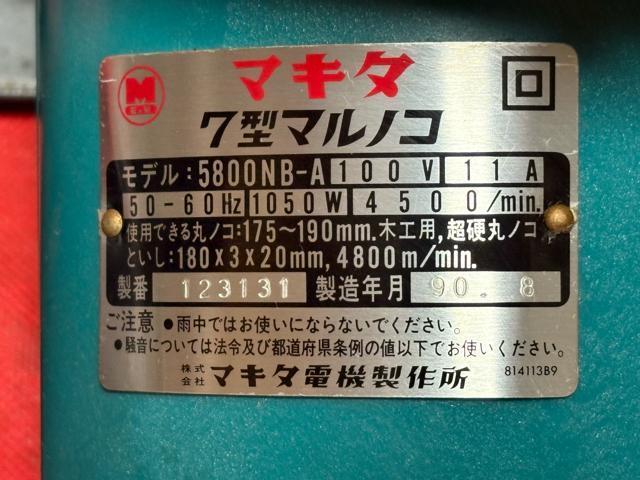 M
マキタ
7型マルノコ
モデル:5800NB-A 100V 11A
50-60Hz 1050W 4500/min.
使用できる丸ノコ:175~190mm.木工用,超硬丸ノコ
といし:180×3×20mm,4800m/min.
製番 123131 製造年月 90.8
ご注意 ●雨中ではお使いにならないでください。
●騒音については法令及び都道府県条例の値以下でお使いください。
株式会社 マキタ電機製作所 814113B9